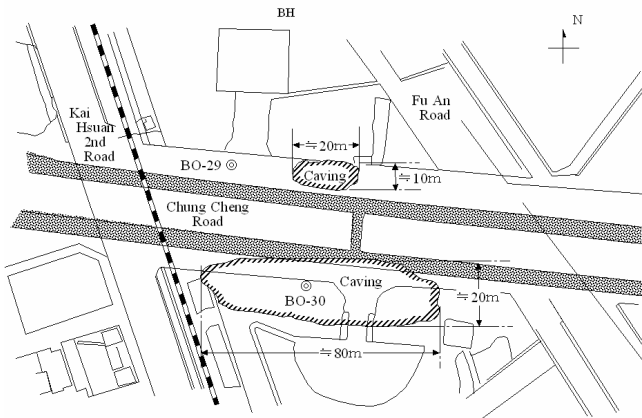 BH
N
Kai
Hsuan
2nd
Road
Fu An
Road
≒20m
BO-29
Caving
≒10m
Chung Cheng
Road
Caving
BO-30
≒20m
≒80m